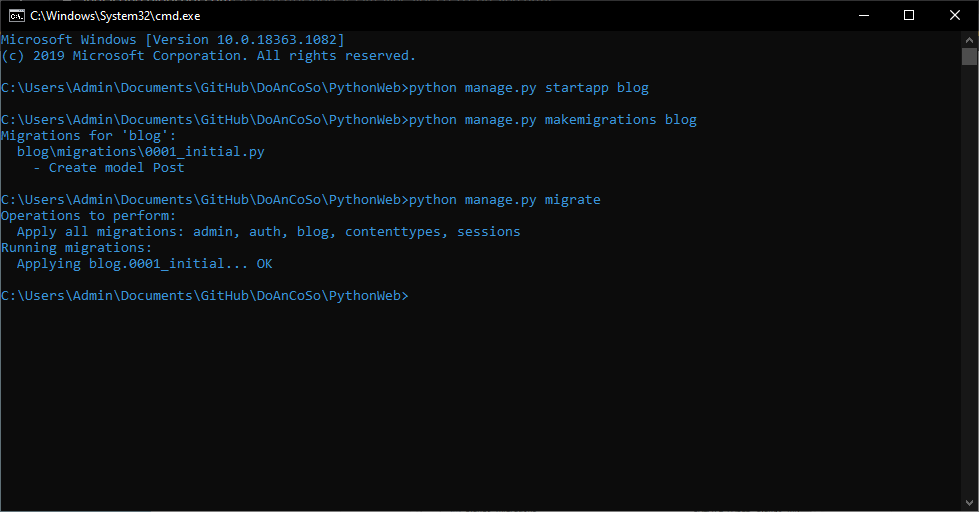 C:\Windows\System32\cmd.exe
Microsoft Windows [Version 10.0.18363.1082]
(c) 2019 Microsoft Corporation. All rights reserved.
C:\Users\Admin\Documents\GitHub\DoAnCoSo\PythonWeb>python manage.py startapp blog
C:\Users\Admin\Documents\GitHub\DoAnCoSo\PythonWeb>python manage.py makemigrations blog
Migrations for 'blog':
  blog\migrations\0001_initial.py
    - Create model Post
C:\Users\Admin\Documents\GitHub\DoAnCoSo\PythonWeb>python manage.py migrate
Operations to perform:
  Apply all migrations: admin, auth, blog, contenttypes, sessions
Running migrations:
  Applying blog.0001_initial... OK
C:\Users\Admin\Documents\GitHub\DoAnCoSo\PythonWeb>